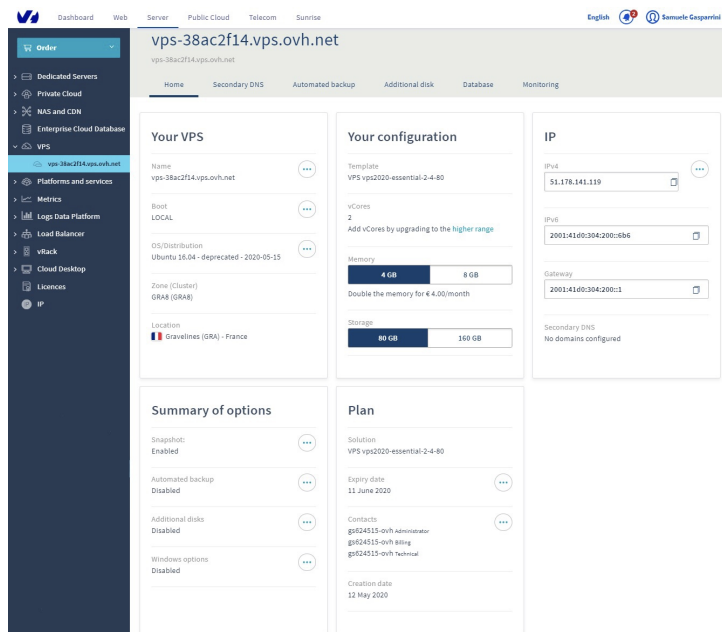 Dashboard Web Server Public Cloud Telecom Sunrise
English 2 Samuele Gasparrini
Order
Dedicated Servers
Private Cloud
NAS and CDN
Enterprise Cloud Database
VPS
vps-38ac2f14.vps.ovh.net
Platforms and services
Metrics
Logs Data Platform
Load Balancer
vRack
Cloud Desktop
Licences
IP
vps-38ac2f14.vps.ovh.net
vps-38ac2f14.vps.ovh.net
Home Secondary DNS Automated backup Additional disk Database Monitoring
Your VPS
Name
vps-38ac2f14.vps.ovh.net
Boot
LOCAL
OS/Distribution
Ubuntu 16.04 - deprecated - 2020-05-15
Zone (Cluster)
GRA8 (GRA8)
Location
Gravelines (GRA) - France
Your configuration
Template
VPS vps2020-essential-2-4-80
vCores
2
Add vCores by upgrading to the higher range
Memory
4 GB 8 GB
Double the memory for € 4.00/month
Storage
80 GB 160 GB
IP
IPv4
51.178.141.119
IPv6
2001:41d0:304:200::6b6
Gateway
2001:41d0:304:200::1
Secondary DNS
No domains configured
Summary of options
Snapshot:
Enabled
Automated backup
Disabled
Additional disks
Disabled
Windows options
Disabled
Plan
Solution
VPS vps2020-essential-2-4-80
Expiry date
11 June 2020
Contacts
gs624515-ovh Administrator
gs624515-ovh Billing
gs624515-ovh Technical
Creation date
12 May 2020